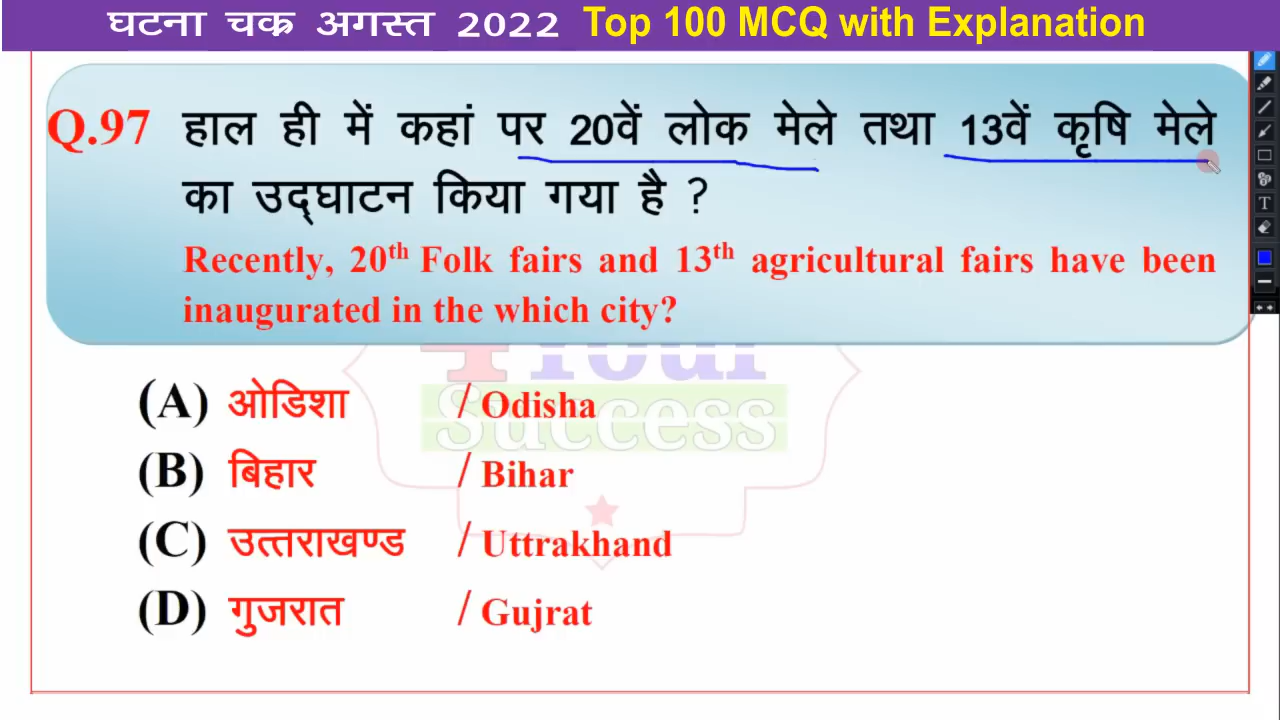 घटना चक्र अगस्त 2022 Top 100 MCQ with Explanation
Q.97 हाल ही में कहां पर 20वें लोक मेले तथा 13वें कृषि मेले
का उद्घाटन किया गया है ?
Recently, 20th Folk fairs and 13th agricultural fairs have been
inaugurated in the which city?
4Your
Success
(A) ओडिशा / Odisha
(B) बिहार / Bihar
(C) उत्तराखण्ड / Uttrakhand
(D) गुजरात / Gujrat